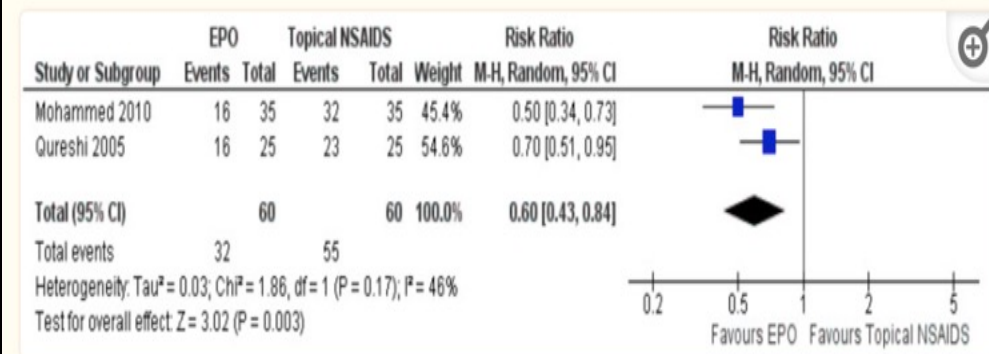 EPO Topical NSAIDS Risk Ratio Risk Ratio
Study or Subgroup Events Total Events Total Weight M-H, Random, 95% CI M-H, Random, 95% CI
Mohammed 2010 16 35 32 35 45.4% 0.50 [0.34, 0.73]
Qureshi 2005 16 25 23 25 54.6% 0.70 [0.51, 0.95]
Total (95% CI) 60 60 100.0% 0.60 [0.43, 0.84]
Total events 32 55
Heterogeneity: Tau² = 0.03; Chi² = 1.86, df = 1 (P = 0.17); I² = 46%
Test for overall effect: Z = 3.02 (P = 0.003)
0.2 0.5 1 2 5
Favours EPO Favours Topical NSAIDS